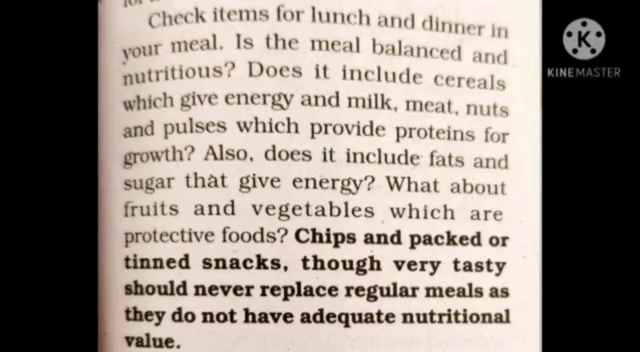 Check items for lunch and dinner in
your meal. Is the meal balanced and
nutritious? Does it include cereals
which give energy and milk, meat, nuts
and pulses which provide proteins for
growth? Also, does it include fats and
sugar that give energy? What about
fruits and vegetables which are
protective foods? Chips and packed or
tinned snacks, though very tasty
should never replace regular meals as
they do not have adequate nutritional
value.
K
KINEMASTER